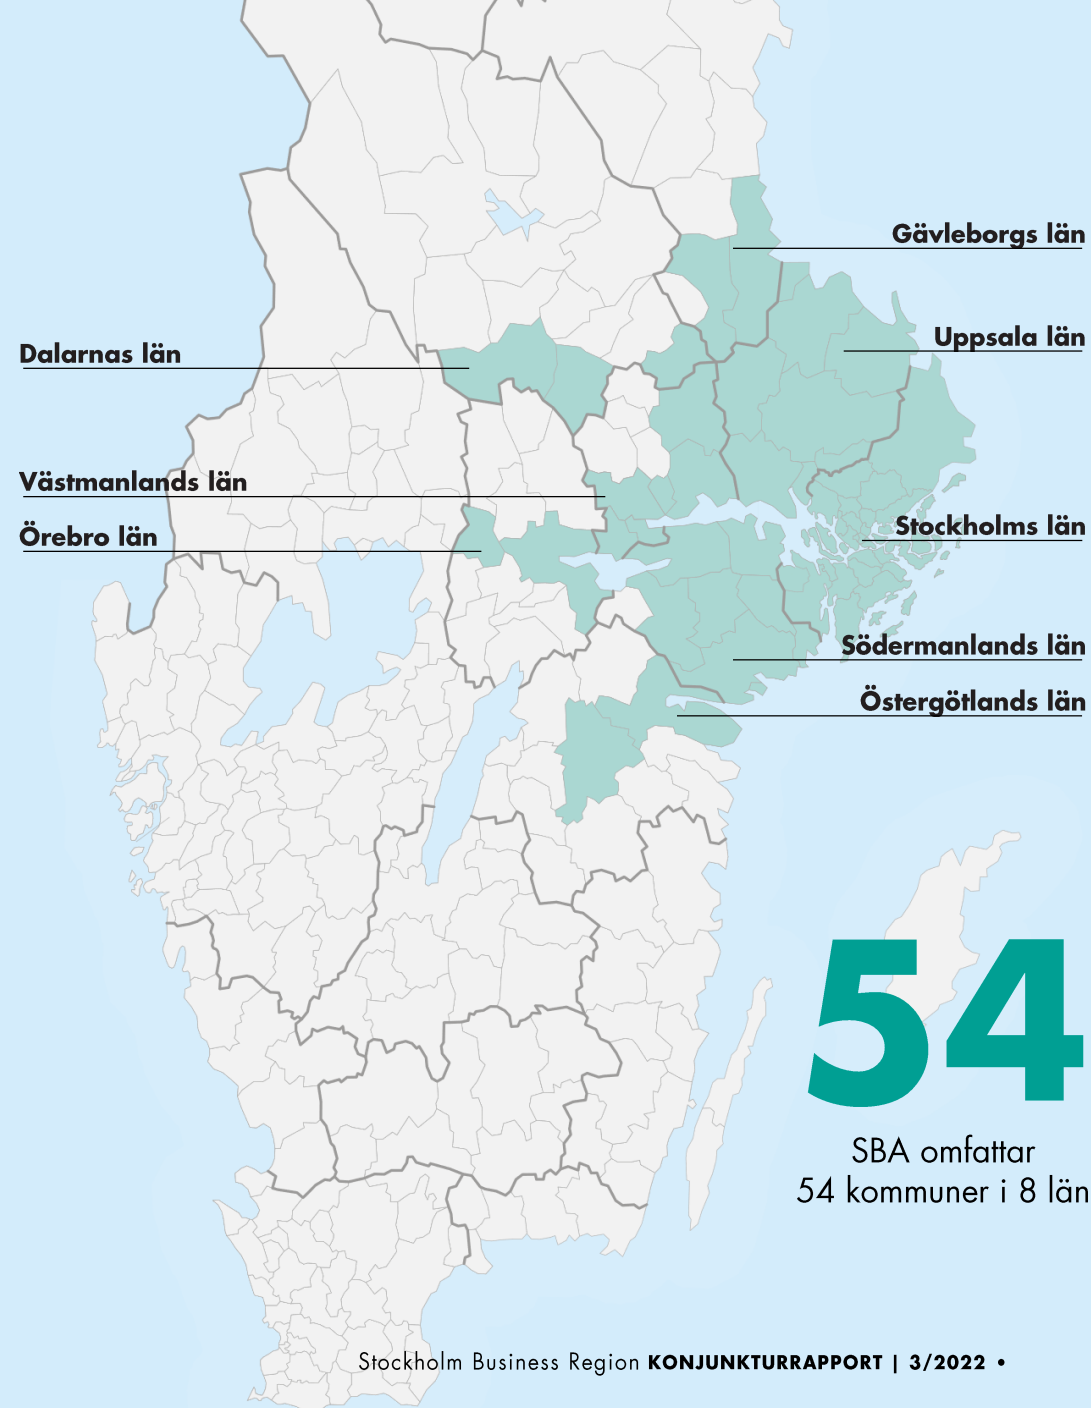 Gävleborgs län
Uppsala län
Dalarnas län
Västmanlands län
Stockholms län
Örebro län
Södermanlands län
Östergötlands län
54
SBA omfattar
54 kommuner i 8 län
Stockholm Business Region KONJUNKTURRAPPORT | 3/2022 •